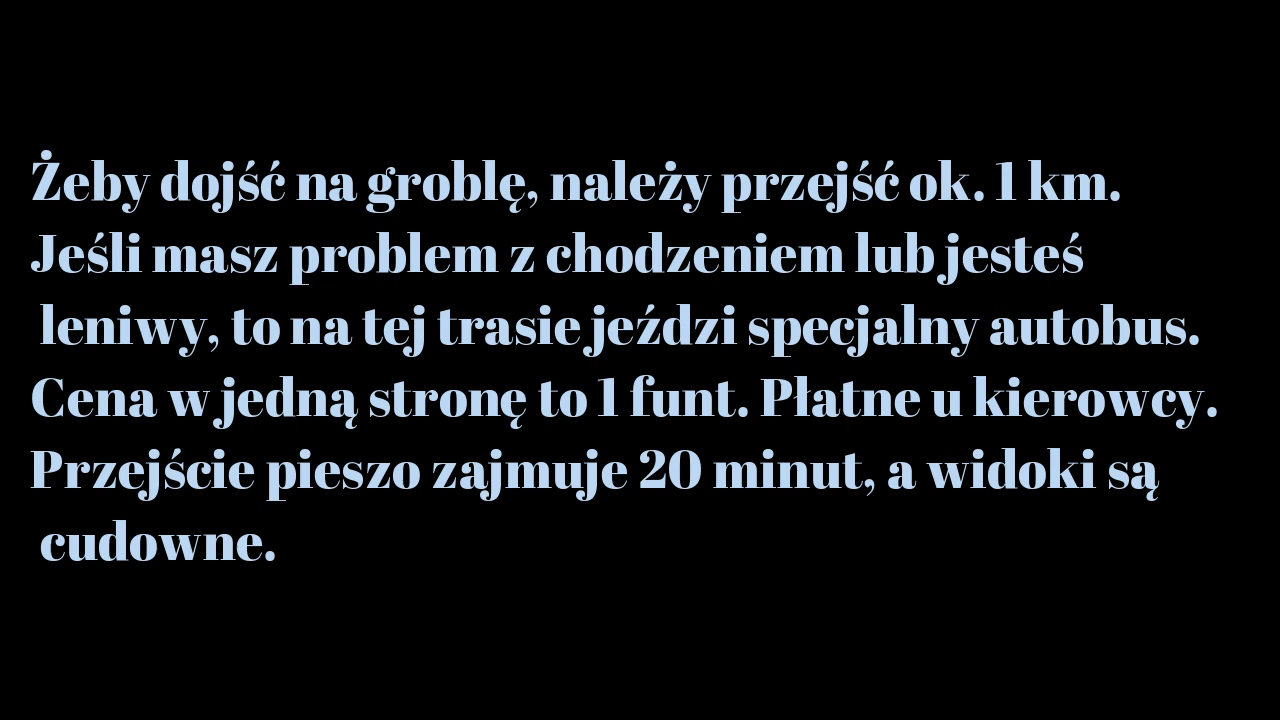 Żeby dojść na groblę, należy przejść ok. 1 km.
Jeśli masz problem z chodzeniem lub jesteś
leniwy, to na tej trasie jeździ specjalny autobus.
Cena w jedną stronę to 1 funt. Płatne u kierowcy.
Przejście pieszo zajmuje 20 minut, a widoki są
cudowne.